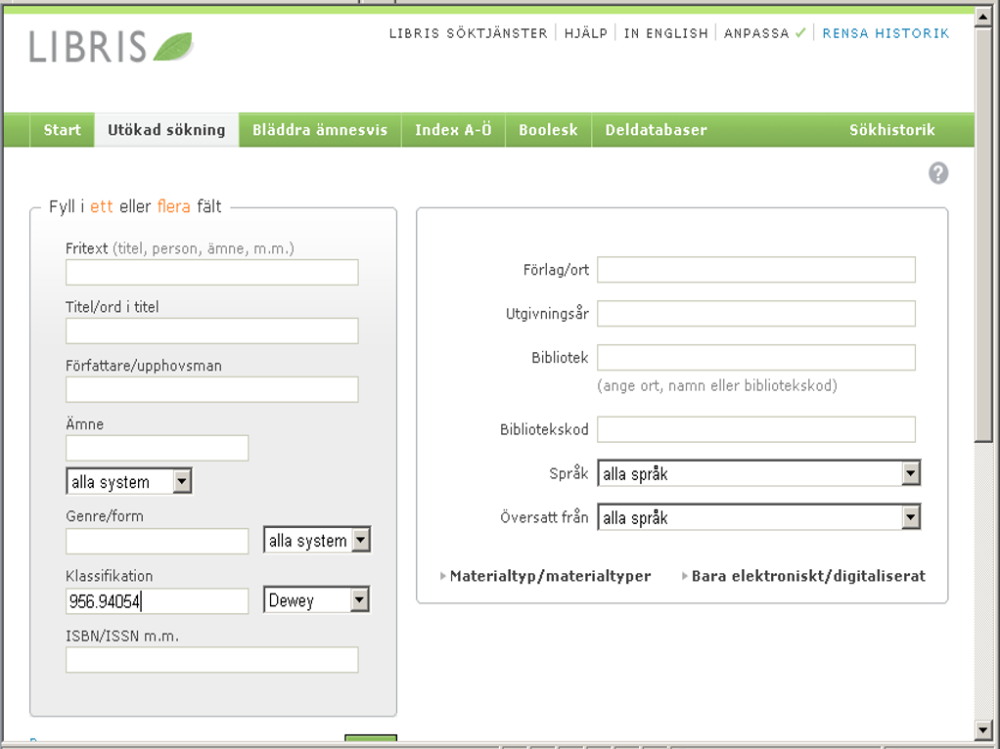 LIBRIS
LIBRIS SÖKTJÄNSTER HJÄLP IN ENGLISH ANPASSA ✓ RENSA HISTORIK
Start Utökad sökning Bläddra ämnesvis Index A-Ö Boolesk Deldatabaser Sökhistorik
?
Fyll i ett eller flera fält
Fritext (titel, person, ämne, m.m.)
Titel/ord i titel
Författare/upphovsman
Ämne
alla system
Genre/form
alla system
Klassifikation
956.94054 Dewey
ISBN/ISSN m.m.
Förlag/ort
Utgivningsår
Bibliotek
(ange ort, namn eller bibliotekskod)
Bibliotekskod
Språk alla språk
Översatt från alla språk
Materialtyp/materialtyper Bara elektroniskt/digitaliserat